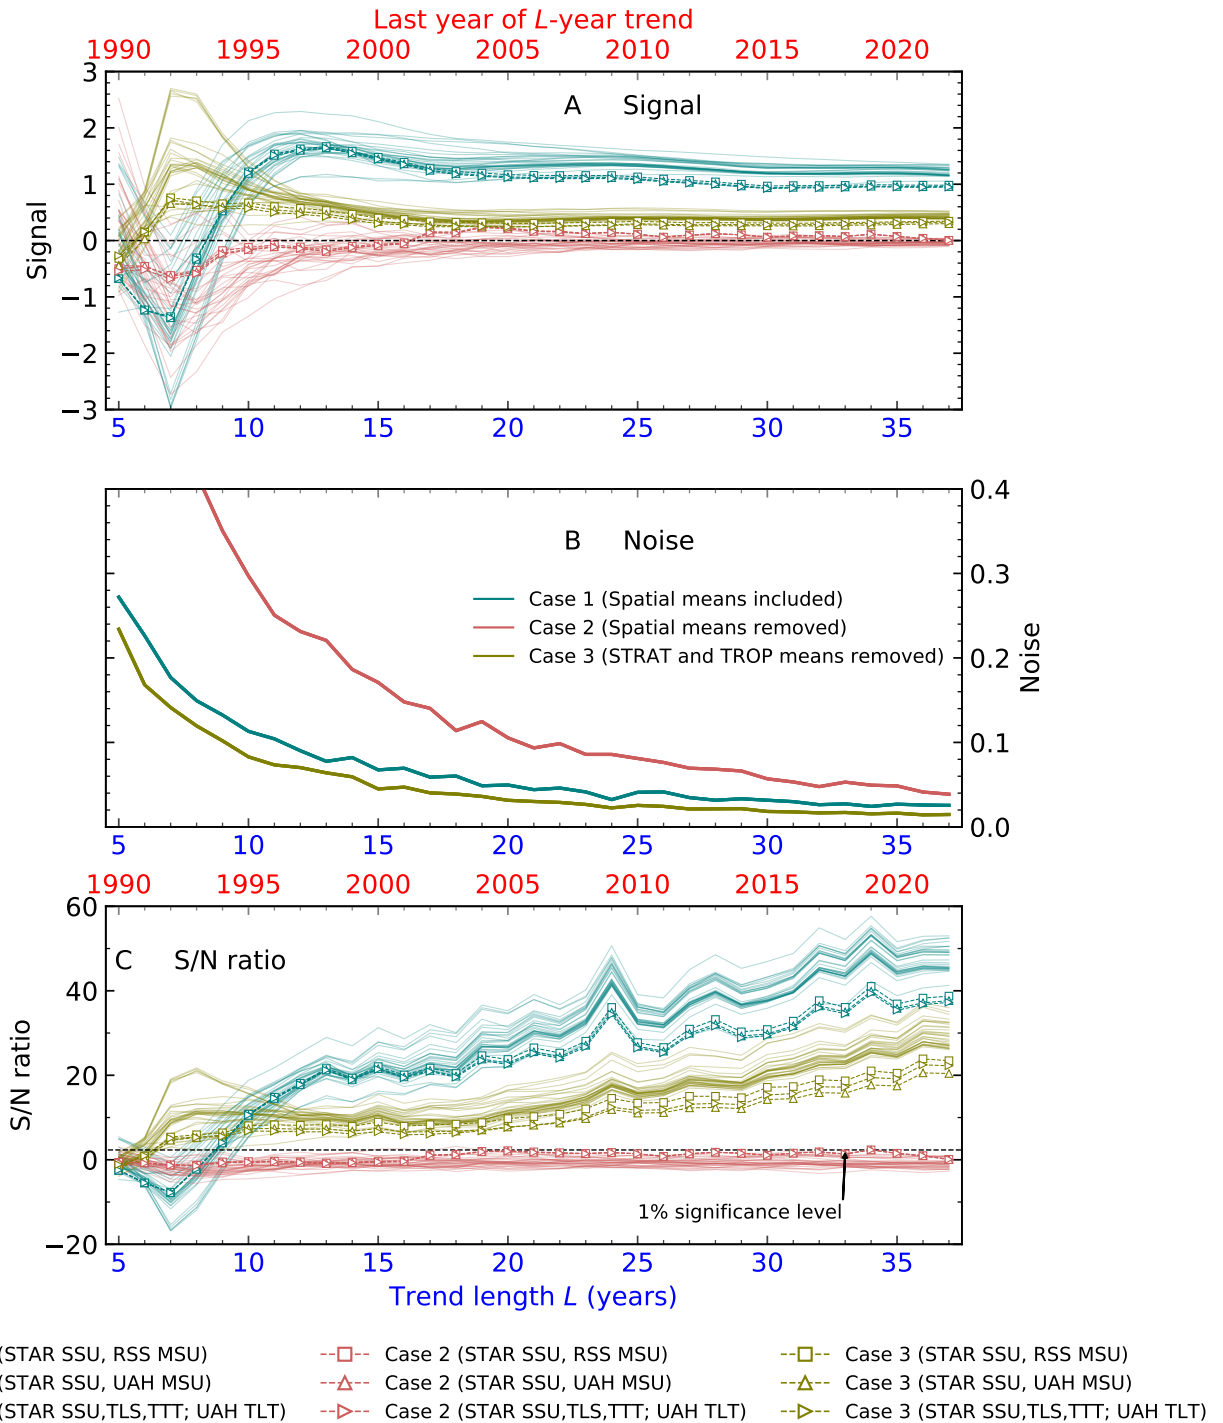 Last year of L-year trend
1990 1995 2000 2005 2010 2015 2020
A Signal
Signal
3
2
1
0
−1
−2
−3
5 10 15 20 25 30 35
B Noise
Case 1 (Spatial means included)
Case 2 (Spatial means removed)
Case 3 (STRAT and TROP means removed)
Noise
0.4
0.3
0.2
0.1
0.0
5 10 15 20 25 30 35
1990 1995 2000 2005 2010 2015 2020
C S/N ratio
S/N ratio
60
40
20
0
−20
1% significance level
5 10 15 20 25 30 35
Trend length L (years)
(STAR SSU, RSS MSU) Case 2 (STAR SSU, RSS MSU) Case 3 (STAR SSU, RSS MSU)
(STAR SSU, UAH MSU) Case 2 (STAR SSU, UAH MSU) Case 3 (STAR SSU, UAH MSU)
(STAR SSU,TLS,TTT; UAH TLT) Case 2 (STAR SSU,TLS,TTT; UAH TLT) Case 3 (STAR SSU,TLS,TTT; UAH TLT)